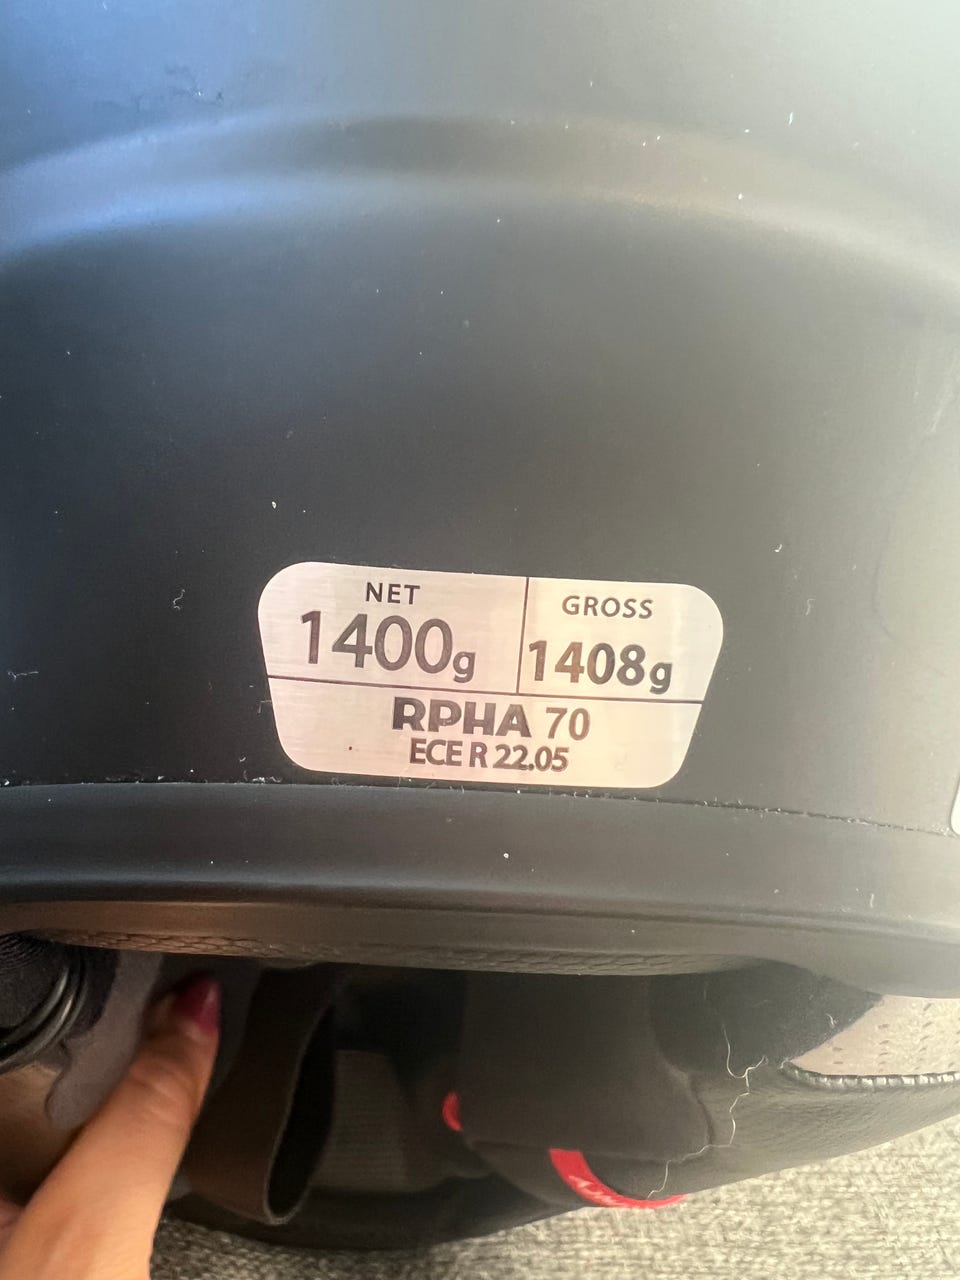 NET
1400g
GROSS
1408g
RPHA 70
ECE R 22.05